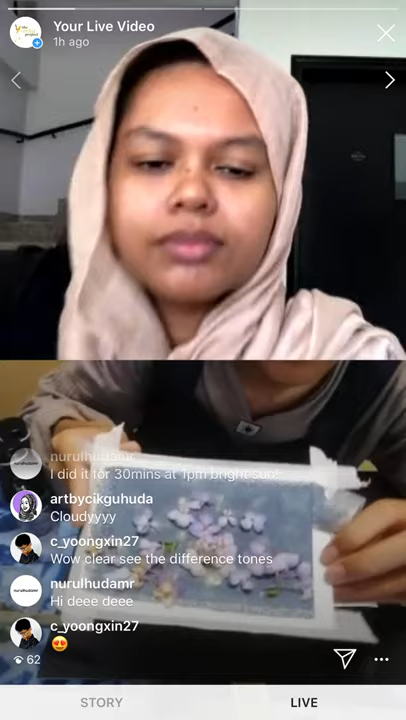 Your Live Video
1h ago
nurulhudamr
I did it for 30mins at 1pm bright sun!
artbycikguhuda
Cloudyyyy
c_yoongxin27
Wow clear see the difference tones
nurulhudamr
Hi deee deee
c_yoongxin27
😍
62
STORY
LIVE